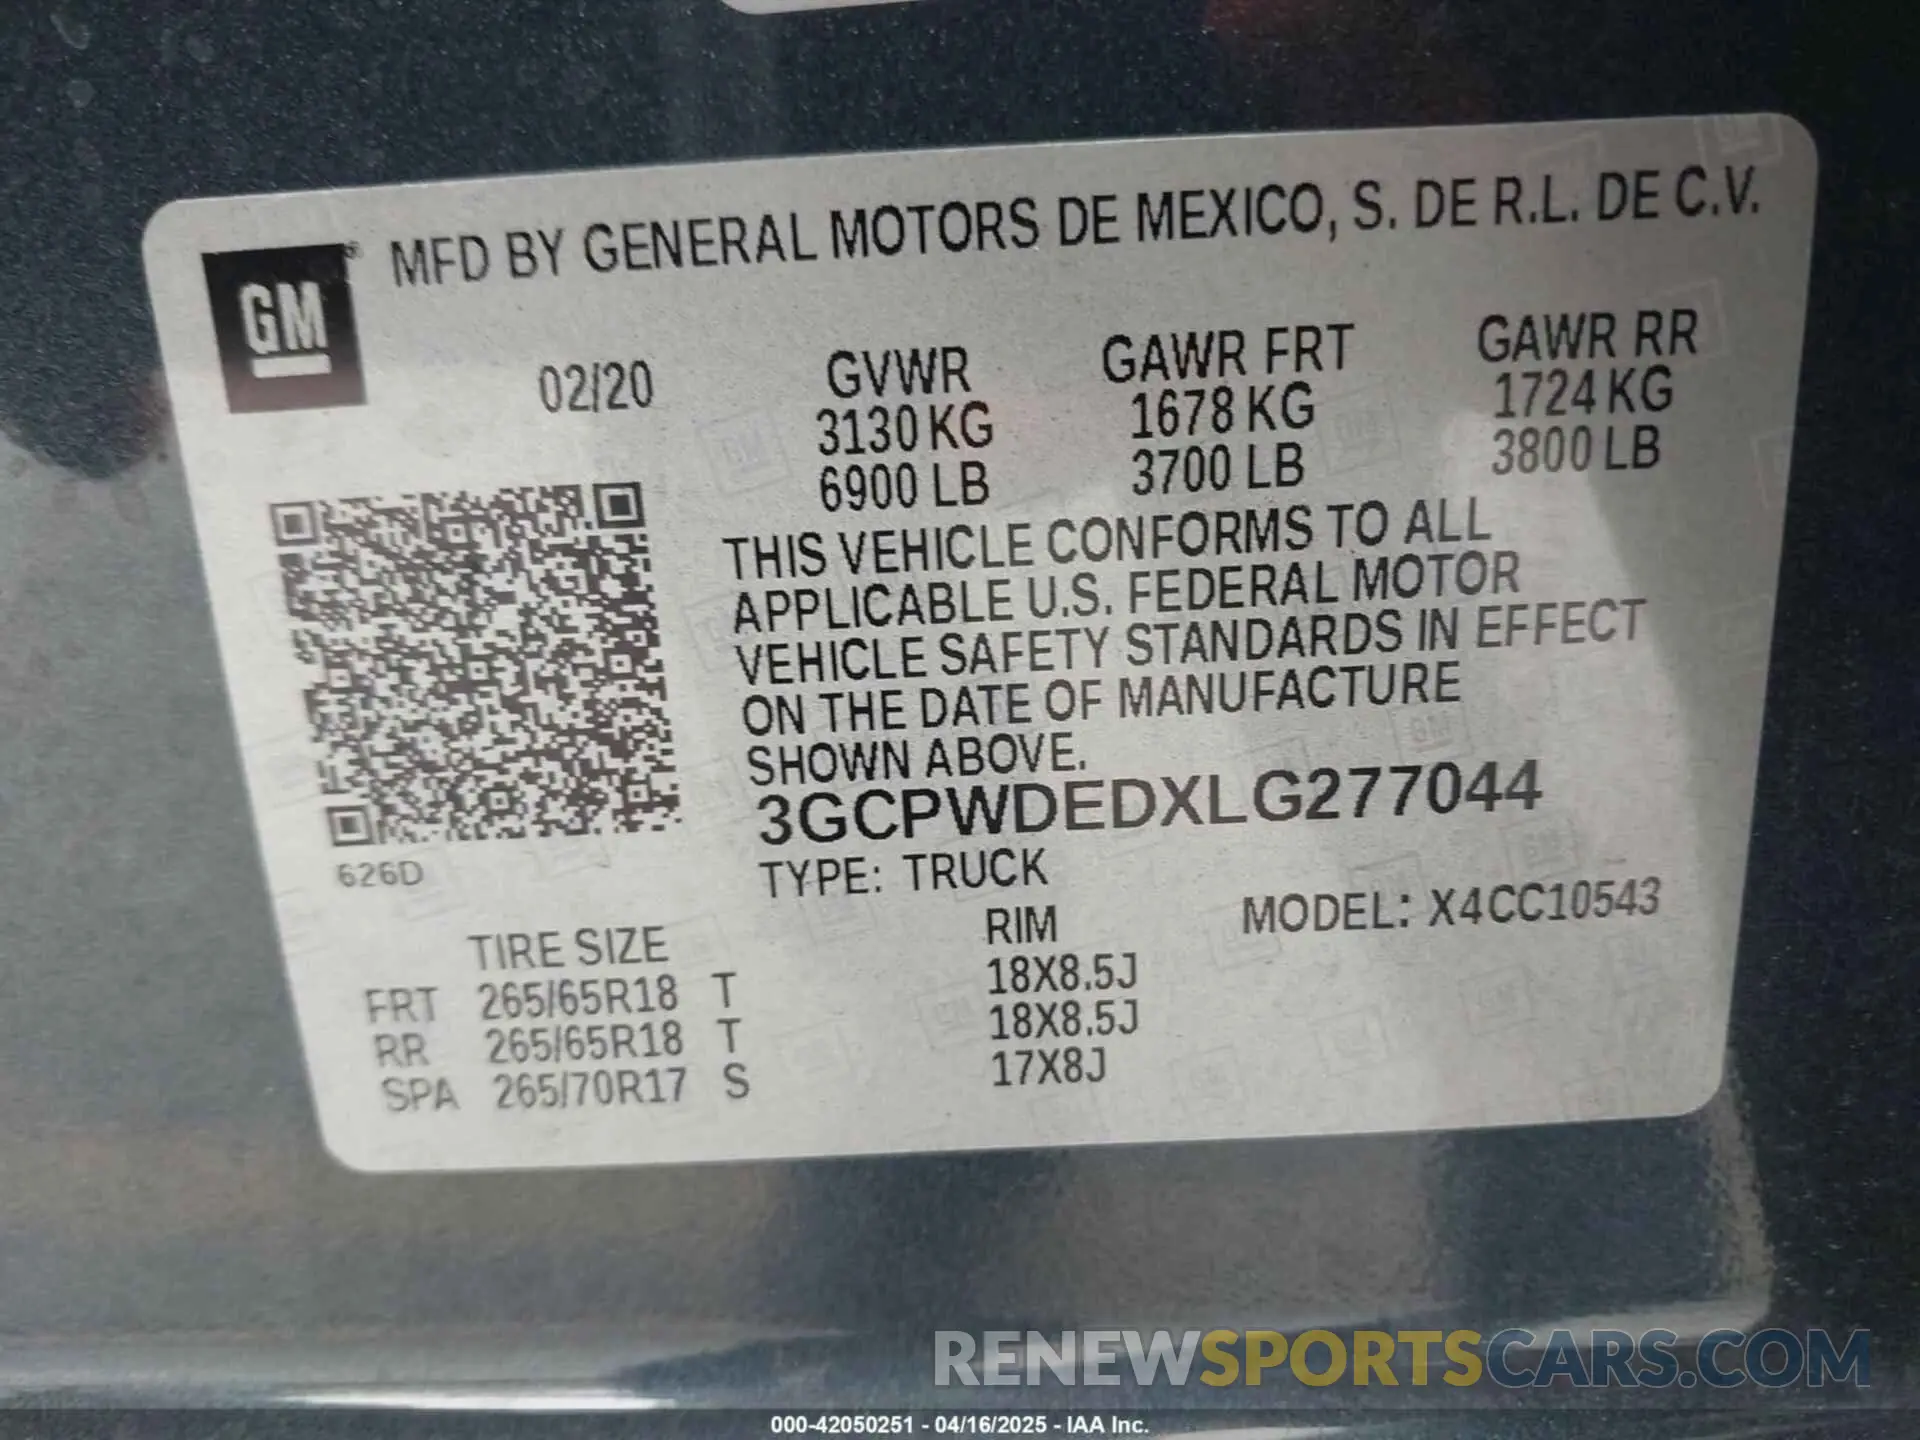 GM® MFD BY GENERAL MOTORS DE MEXICO, S. DE R.L. DE C.V.
02/20 GVWR GAWR FRT GAWR RR
3130 KG 1678 KG 1724 KG
6900 LB 3700 LB 3800 LB
THIS VEHICLE CONFORMS TO ALL
APPLICABLE U.S. FEDERAL MOTOR
VEHICLE SAFETY STANDARDS IN EFFECT
ON THE DATE OF MANUFACTURE
SHOWN ABOVE.
3GCPWDEDXLG277044
626D
TYPE: TRUCK
MODEL: X4CC10543
TIRE SIZE RIM
FRT 265/65R18 T 18X8.5J
RR 265/65R18 T 18X8.5J
SPA 265/70R17 S 17X8J
RENEWSPORTSCARS.COM
000-42050251 - 04/16/2025 - IAA Inc.